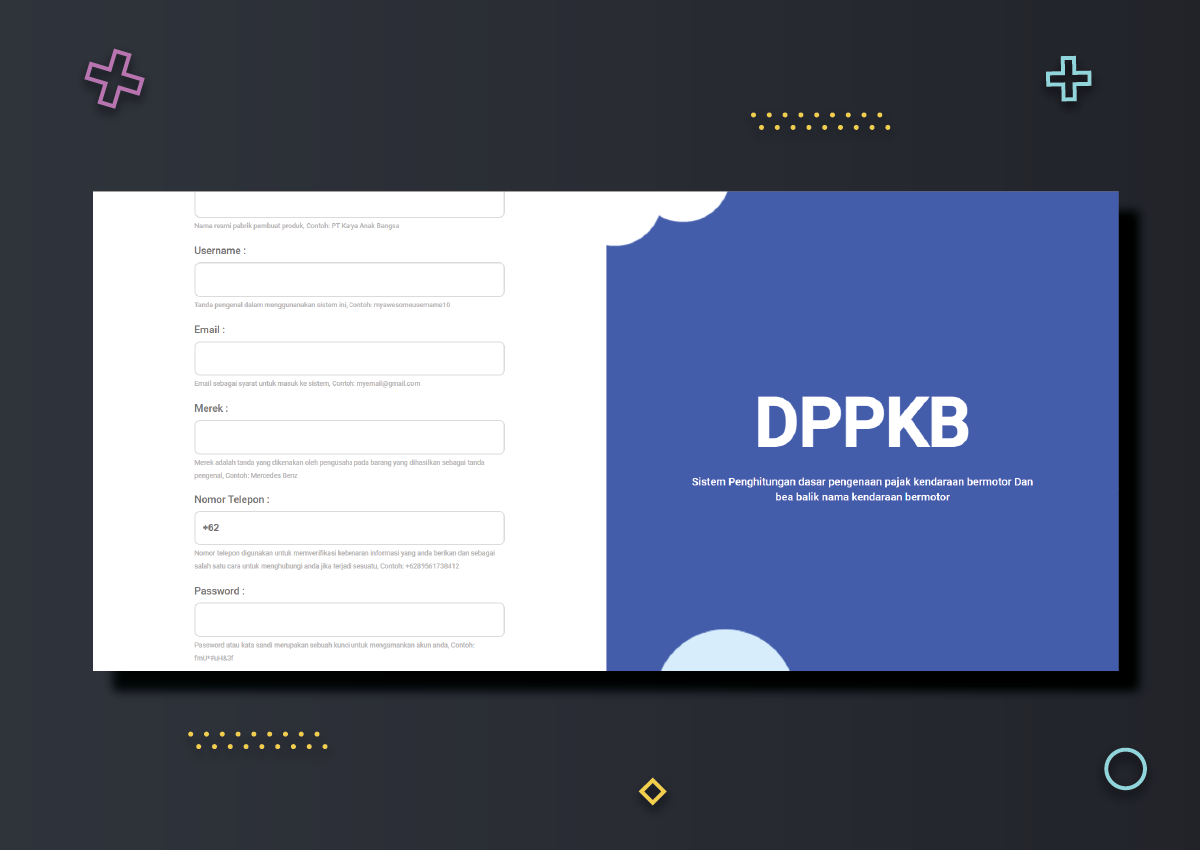 Nama resmi pabrik pembuat produk, Contoh: PT Karya Anak Bangsa
Username :
Tanda pengenal dalam menggunanakan sistem ini, Contoh: myawesomeusername10
Email :
Email sebagai syarat untuk masuk ke sistem, Contoh: myemail@gmail.com
Merek :
Merek adalah tanda yang dikenakan oleh pengusaha pada barang yang dihasilkan sebagai tanda
pengenal, Contoh: Mercedes Benz
Nomor Telepon :
+62
Nomor telepon digunakan untuk memverifikasi kebenaran informasi yang anda berikan dan sebagai
salah satu cara untuk menghubungi anda jika terjadi sesuatu, Contoh: +6289561738412
Password :
Password atau kata sandi merupakan sebuah kunci untuk mengamankan akun anda, Contoh:
DPPKB
Sistem Penghitungan dasar pengenaan pajak kendaraan bermotor Dan
bea balik nama kendaraan bermotor